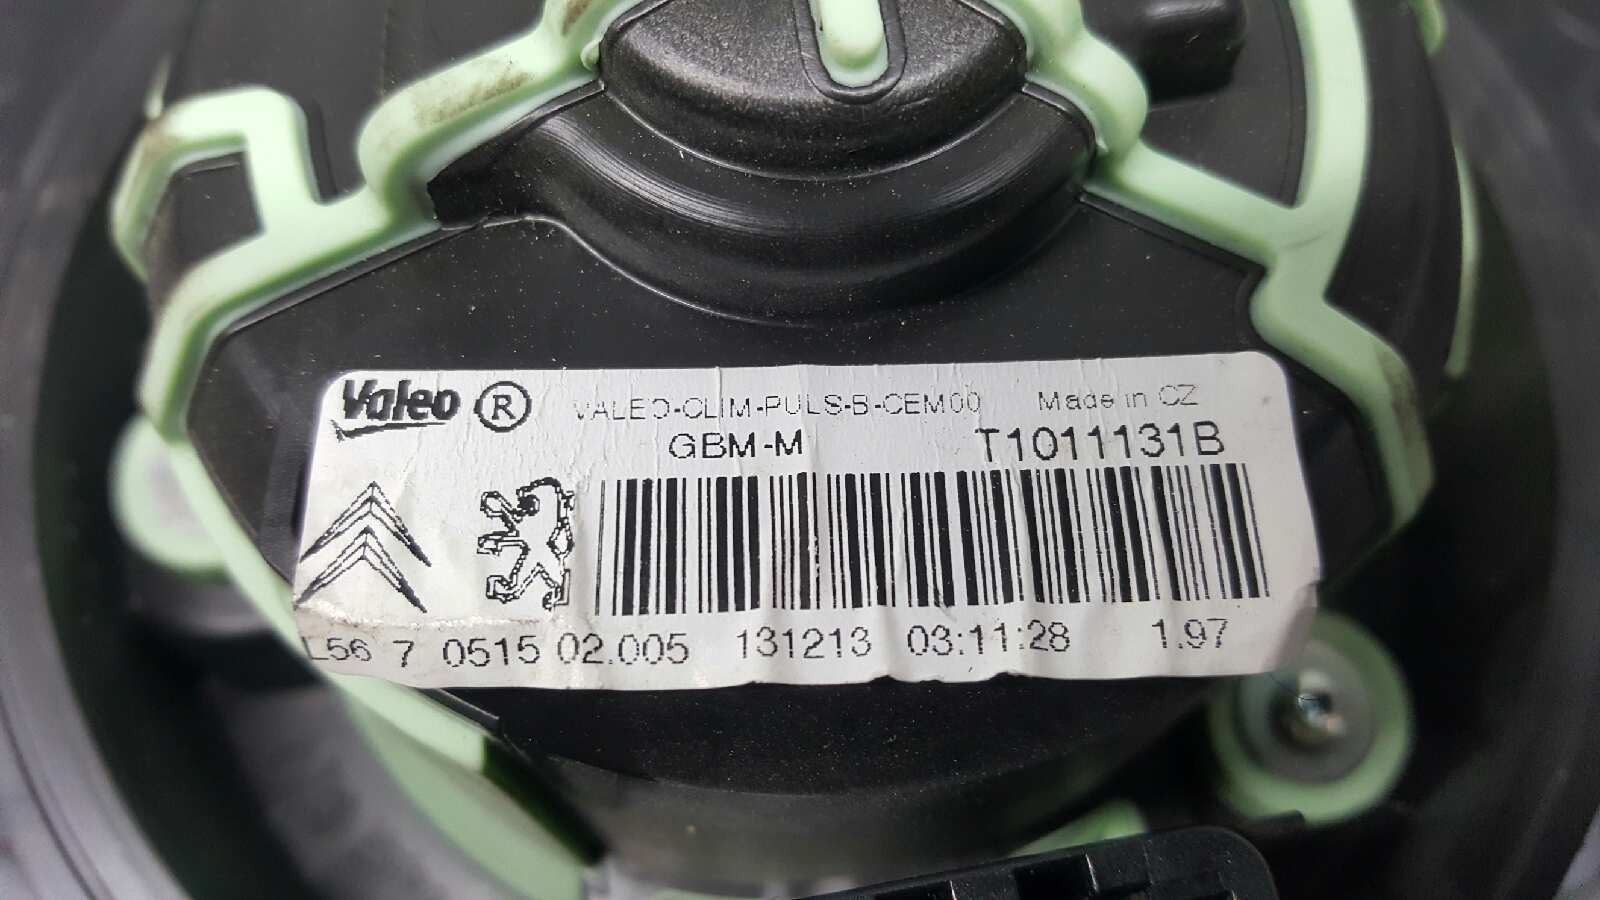 Valeo ® VALEO-CLIM-PULS-B-CEM00 Made in CZ
GBM-M T1011131B
L56 7 0515 02.005 131213 03:11:28 1.97